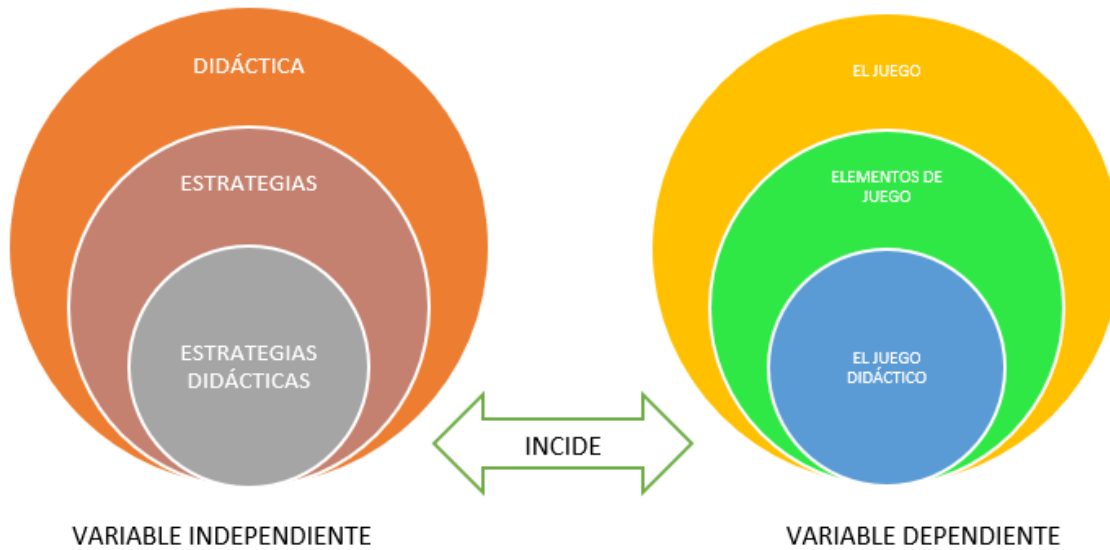 DIDÁCTICA
ESTRATEGIAS
ESTRATEGIAS
DIDÁCTICAS
VARIABLE INDEPENDIENTE
INCIDE
EL JUEGO
ELEMENTOS DE
JUEGO
EL JUEGO
DIDÁCTICO
VARIABLE DEPENDIENTE